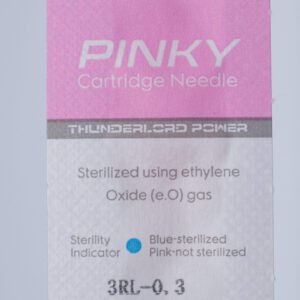 PINKY
Cartridge Needle
THUNDERLORD POWER
Sterilized using ethylene
Oxide (e.O) gas
Sterility Indicator
Blue-sterilized
Pink-not sterilized
3RL-0.3